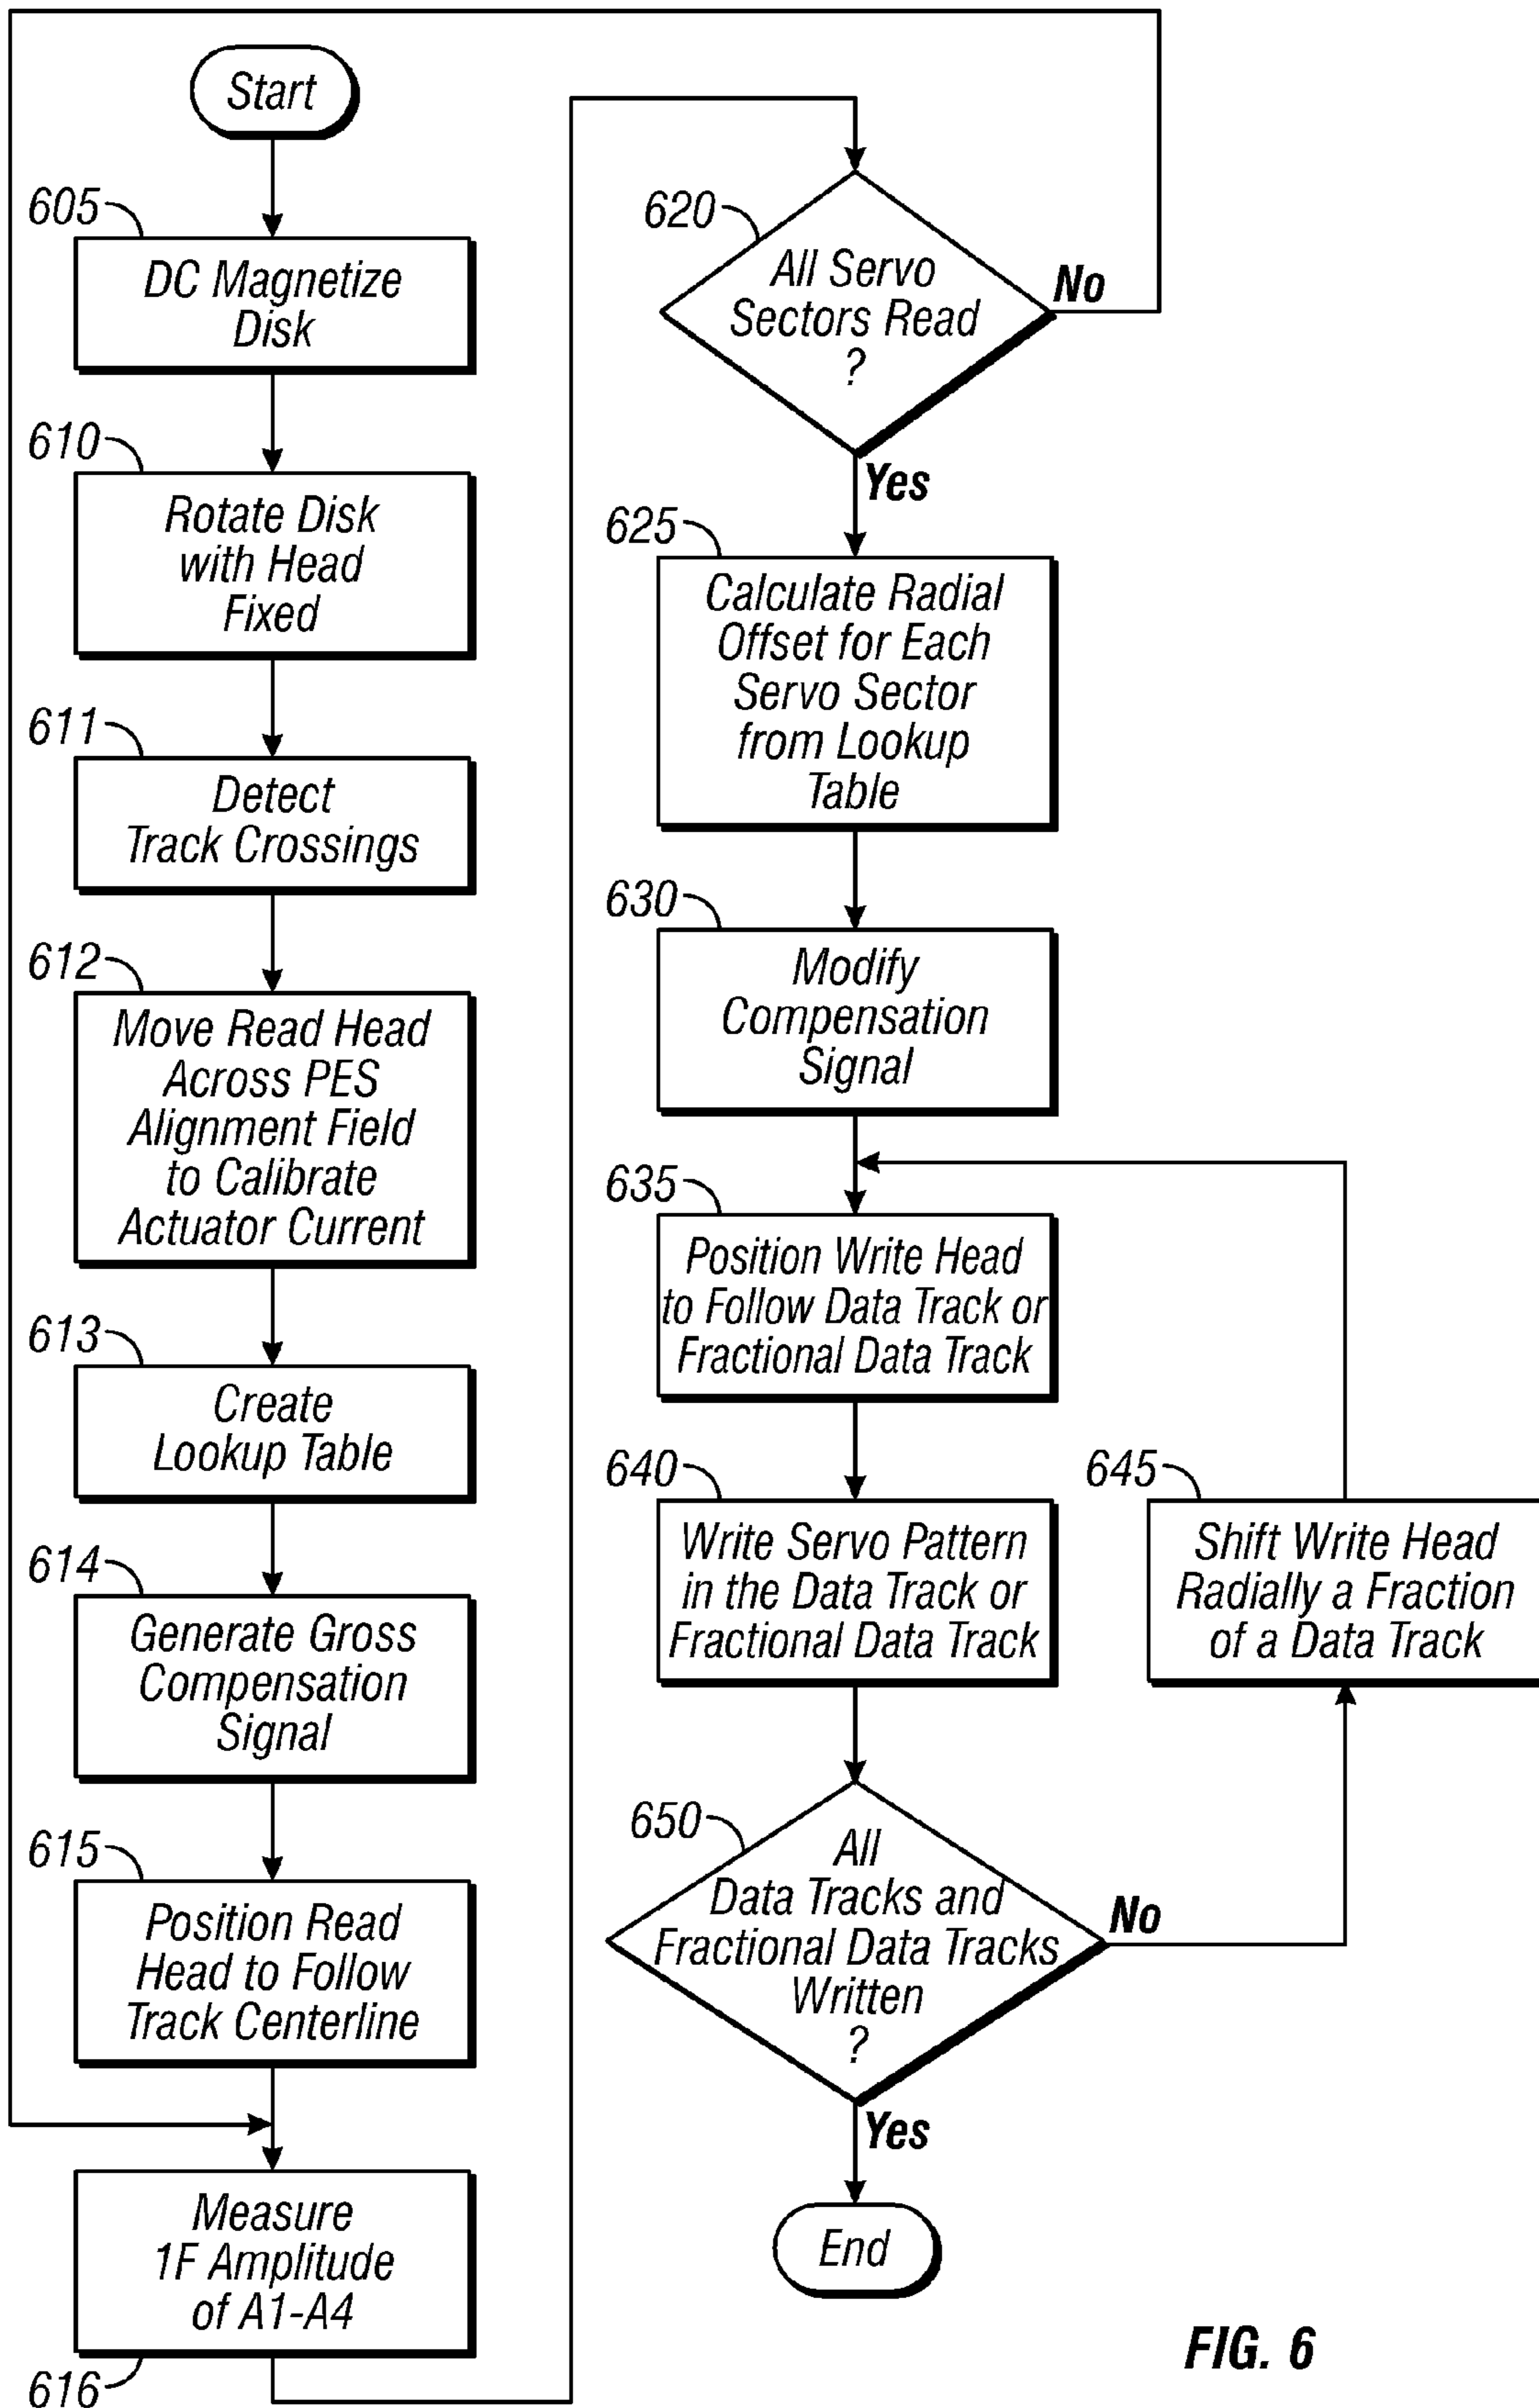 Start
605
DC Magnetize
Disk
610
Rotate Disk
with Head
Fixed
611
Detect
Track Crossings
612
Move Read Head
Across PES
Alignment Field
to Calibrate
Actuator Current
613
Create
Lookup Table
614
Generate Gross
Compensation
Signal
615
Position Read
Head to Follow
Track Centerline
Measure
1F Amplitude
of A1-A4
616
620
All Servo
Sectors Read
?
No
Yes
625
Calculate Radial
Offset for Each
Servo Sector
from Lookup
Table
630
Modify
Compensation
Signal
635
Position Write Head
to Follow Data Track or
Fractional Data Track
640
Write Servo Pattern
in the Data Track or
Fractional Data Track
645
Shift Write Head
Radially a Fraction
of a Data Track
650
All
Data Tracks and
Fractional Data Tracks
Written
?
No
Yes
End
FIG. 6